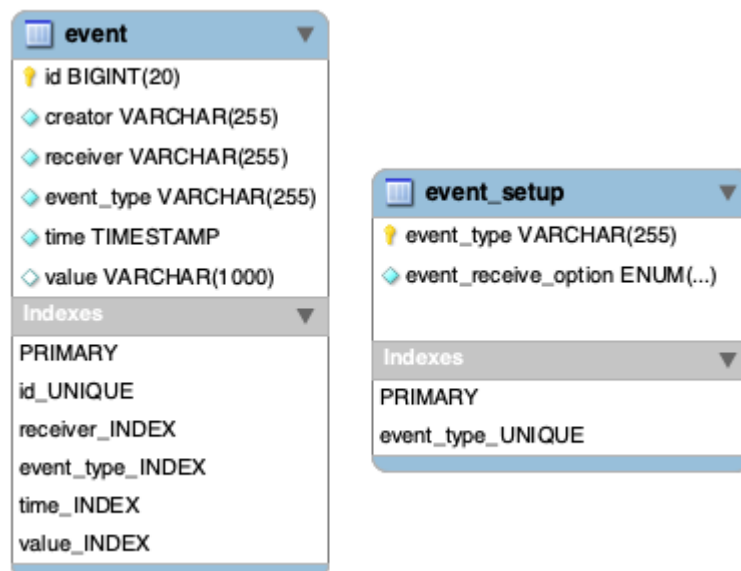 event
id BIGINT(20)
creator VARCHAR(255)
receiver VARCHAR(255)
event_type VARCHAR(255)
time TIMESTAMP
value VARCHAR(1000)
Indexes
PRIMARY
id_UNIQUE
receiver_INDEX
event_type_INDEX
time_INDEX
value_INDEX
event_setup
event_type VARCHAR(255)
event_receive_option ENUM(...)
Indexes
PRIMARY
event_type_UNIQUE